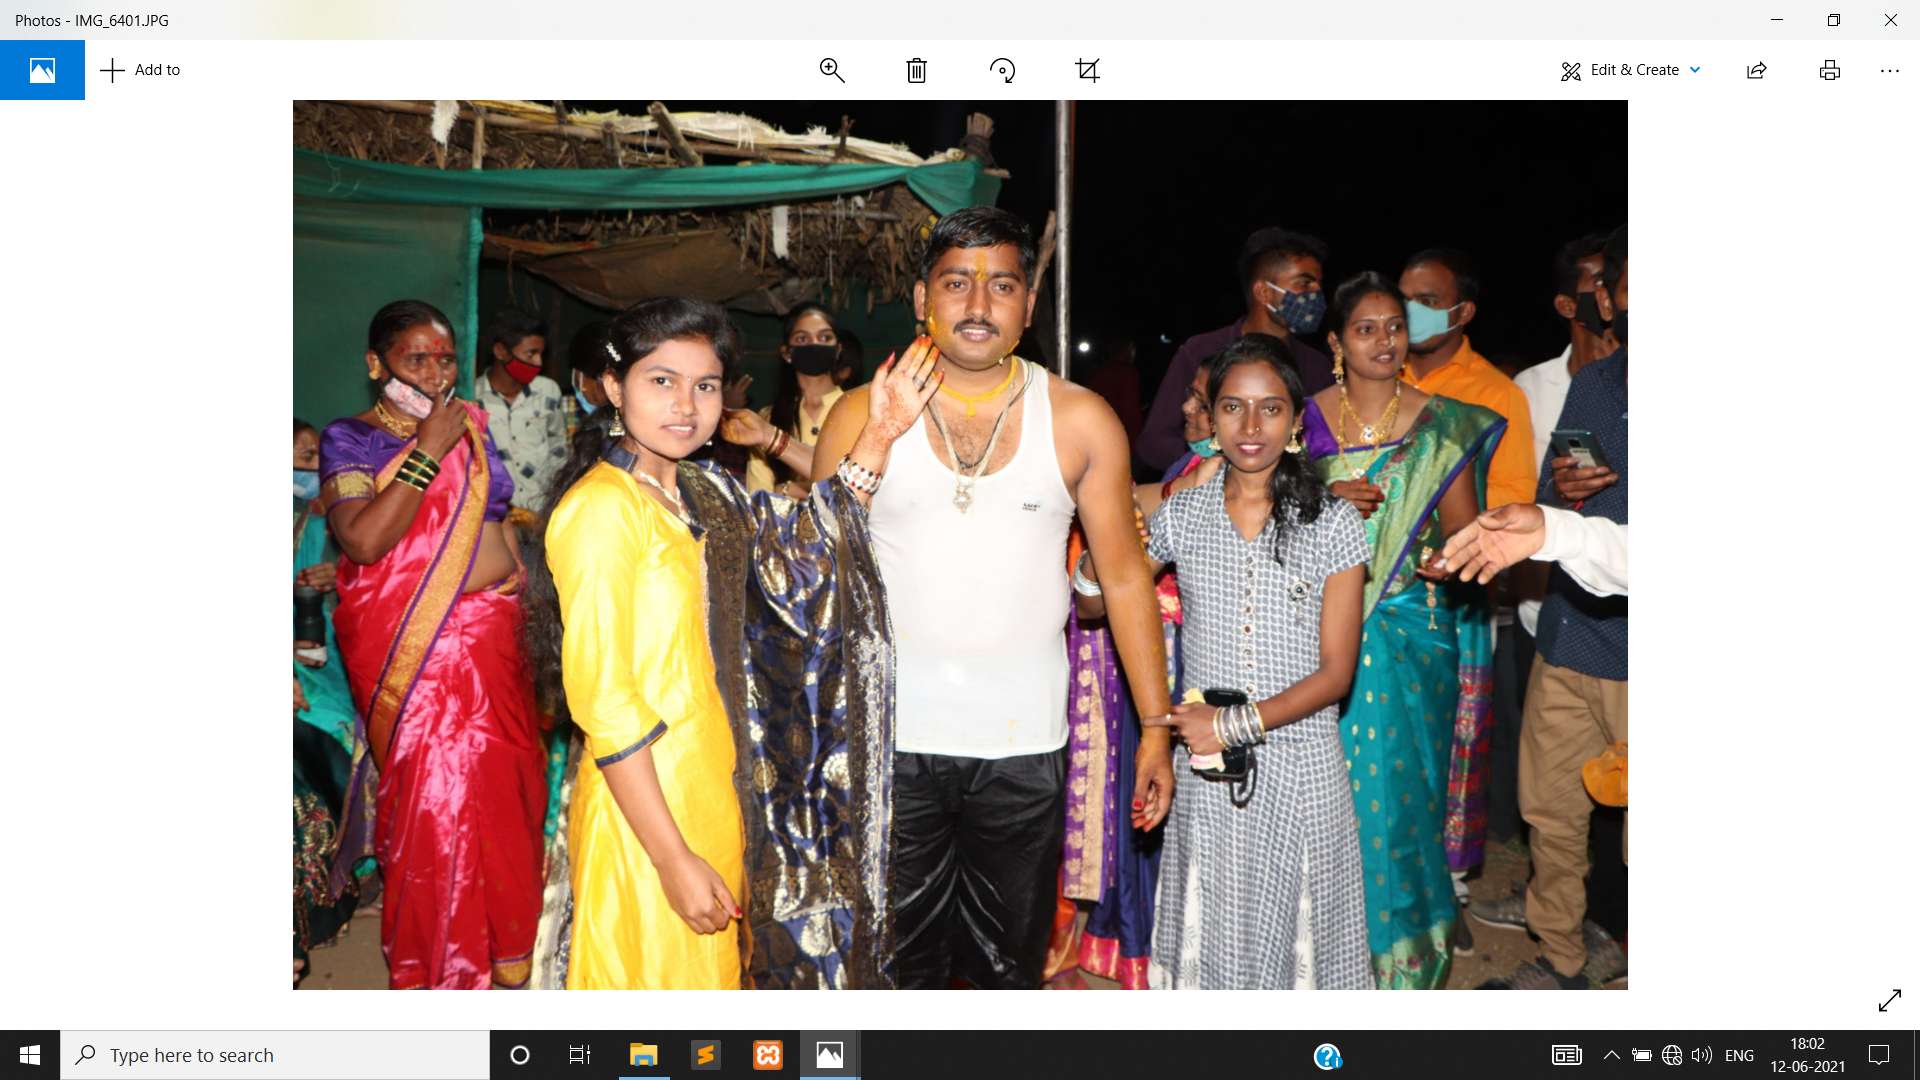 Photos - IMG_6401.JPG
Add to
Edit & Create
Type here to search
ENG
18:02
12-06-2021